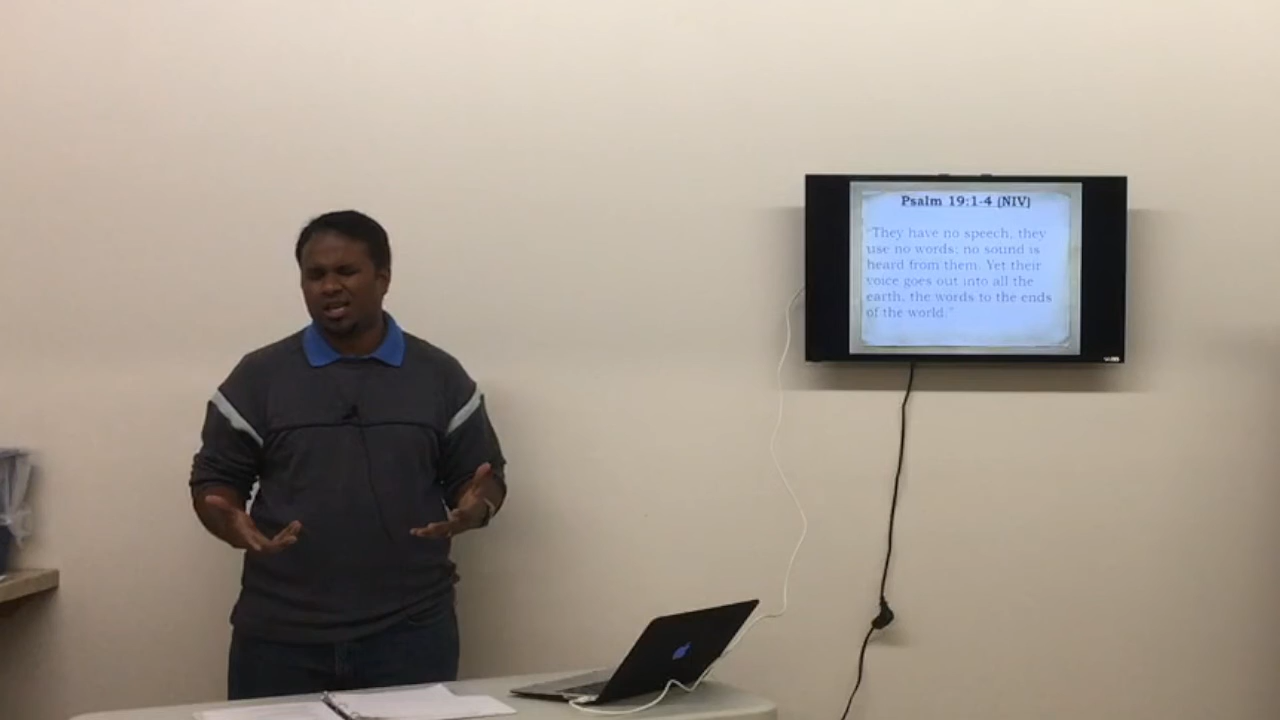 Psalm 19:1-4 (NIV)
"They have no speech, they
use no words; no sound is
heard from them. Yet their
voice goes out into all the
earth, the words to the ends
of the world."